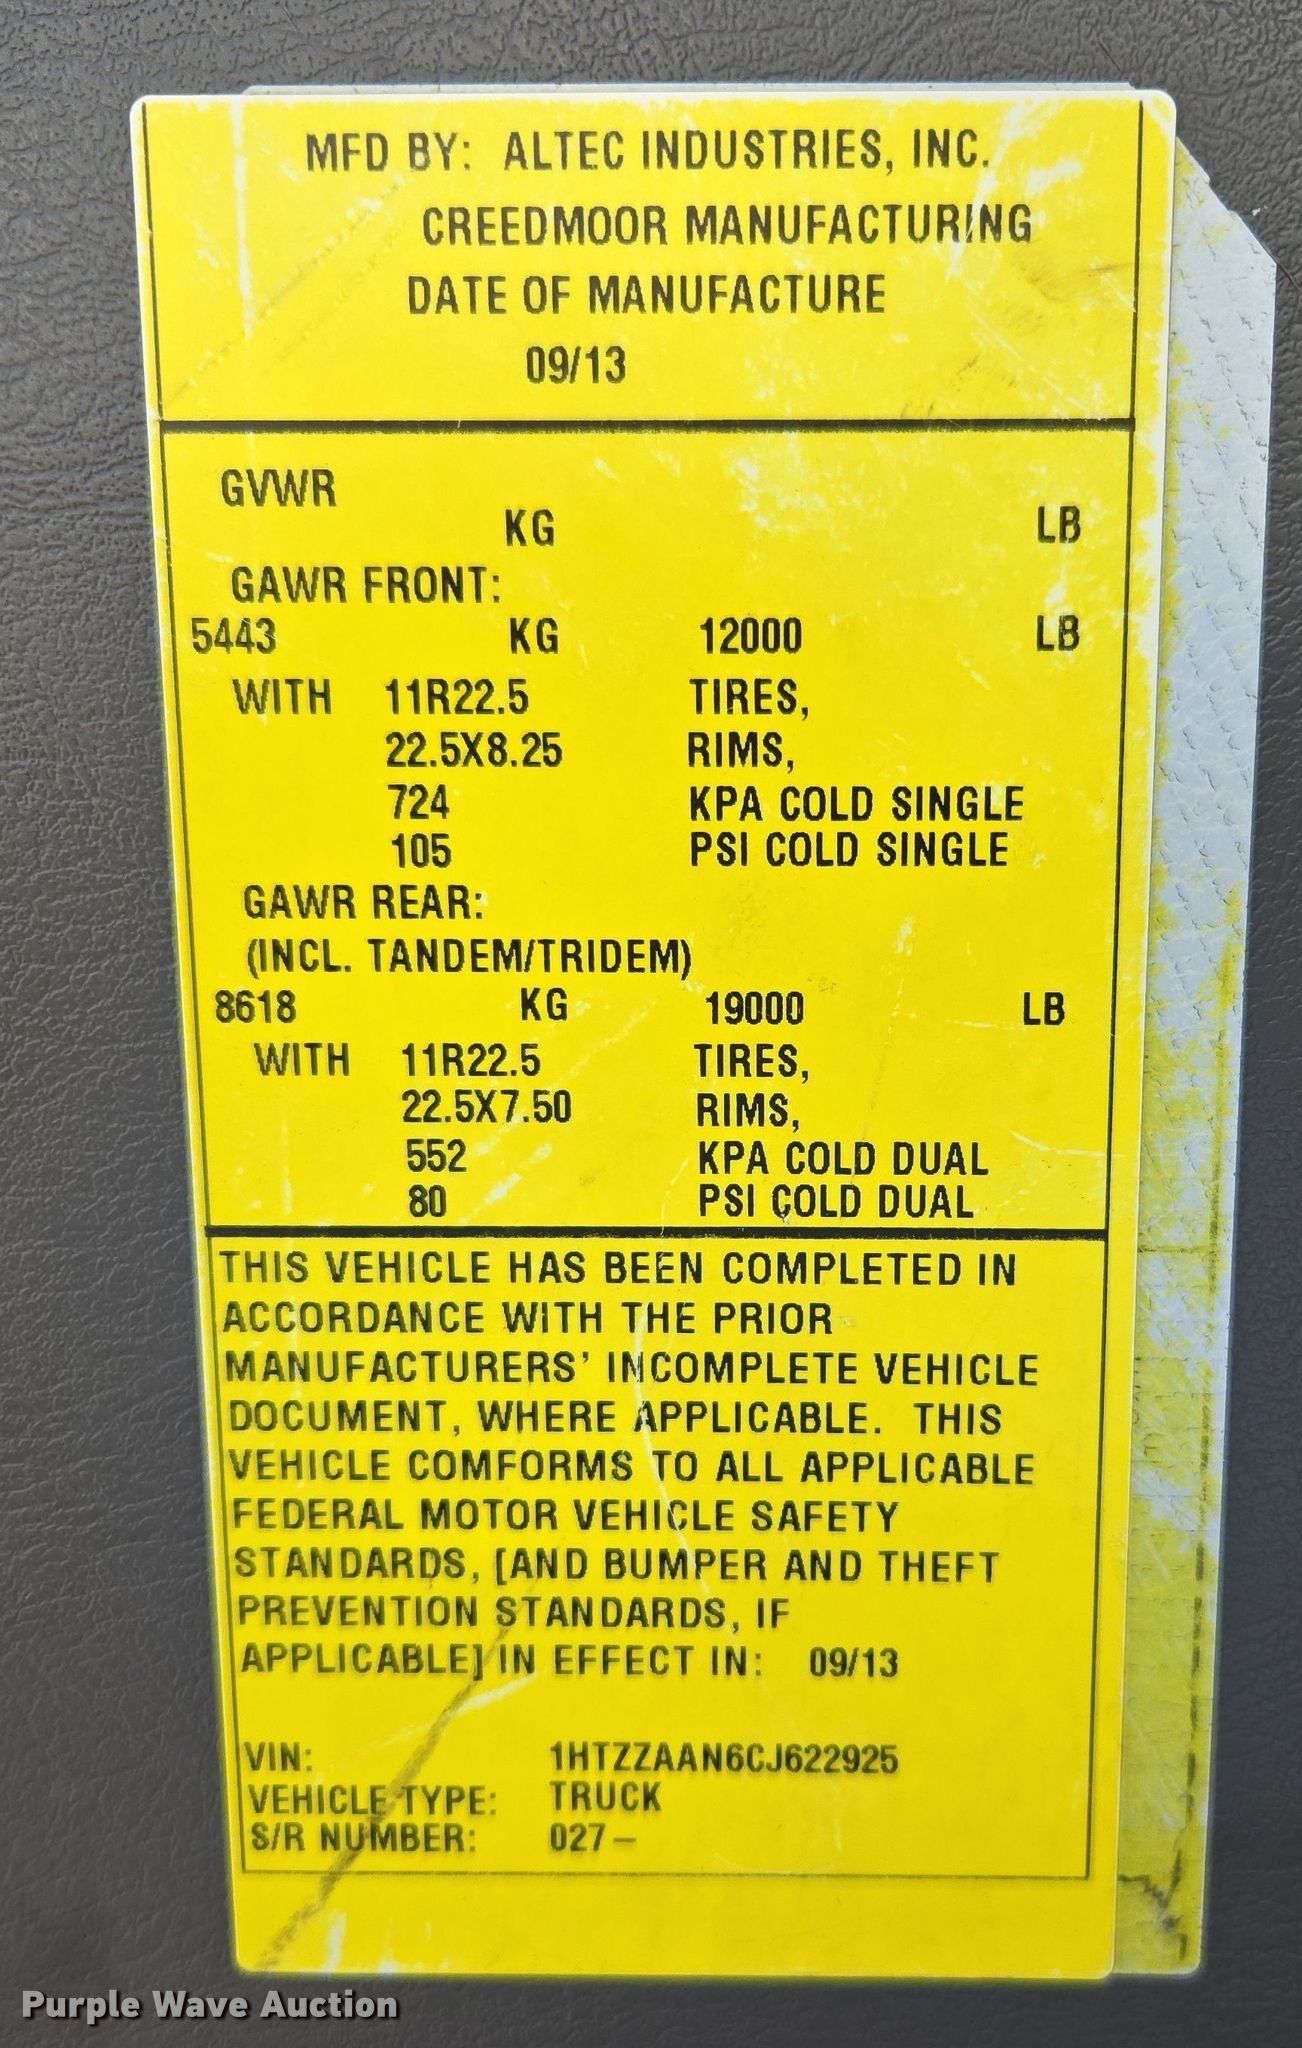 MFD BY: ALTEC INDUSTRIES, INC.
CREEDMOOR MANUFACTURING
DATE OF MANUFACTURE
09/13
GVWR
KG LB
GAWR FRONT:
5443 KG 12000 LB
WITH 11R22.5 TIRES,
22.5X8.25 RIMS,
724 KPA COLD SINGLE
105 PSI COLD SINGLE
GAWR REAR:
(INCL. TANDEM/TRIDEM)
8618 KG 19000 LB
WITH 11R22.5 TIRES,
22.5X7.50 RIMS,
552 KPA COLD DUAL
80 PSI COLD DUAL
THIS VEHICLE HAS BEEN COMPLETED IN
ACCORDANCE WITH THE PRIOR
MANUFACTURERS' INCOMPLETE VEHICLE
DOCUMENT, WHERE APPLICABLE. THIS
VEHICLE COMFORMS TO ALL APPLICABLE
FEDERAL MOTOR VEHICLE SAFETY
STANDARDS, [AND BUMPER AND THEFT
PREVENTION STANDARDS, IF
APPLICABLE] IN EFFECT IN: 09/13
VIN: 1HTZZAAN6CJ622925
VEHICLE TYPE: TRUCK
S/R NUMBER: 027–
Purple Wave Auction